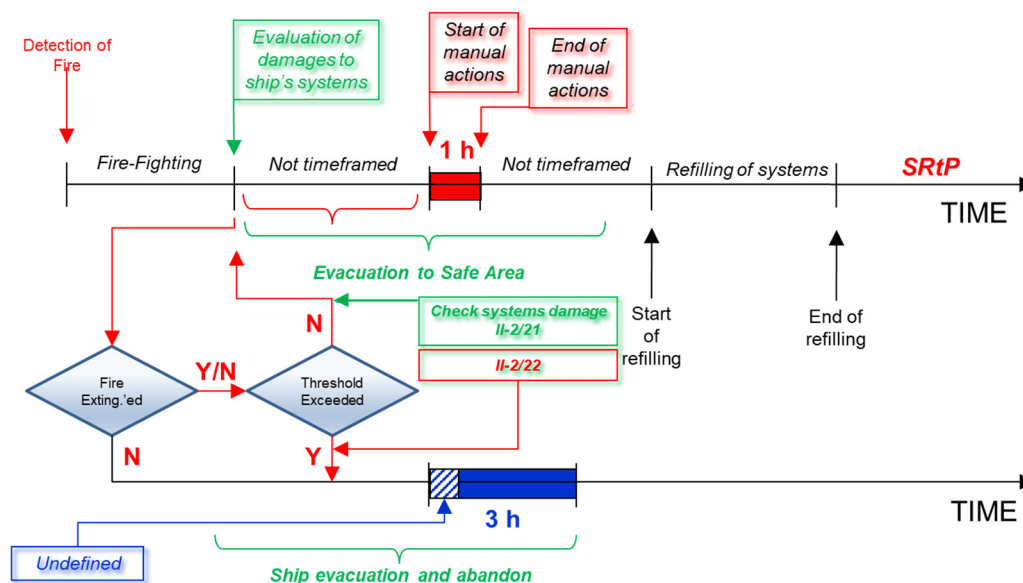 Detection of
Fire
Evaluation of
damages to
ship's systems
Start of
manual
actions
End of
manual
actions
Fire-Fighting
Not timeframed
1 h
Not timeframed
Refilling of systems
SRtP
TIME
Evacuation to Safe Area
N
Check systems damage
II-2/21
II-2/22
Start
of
refilling
End of
refilling
Fire
Exting.'ed
Y/N
Threshold
Exceeded
N
Y
3 h
TIME
Undefined
Ship evacuation and abandon